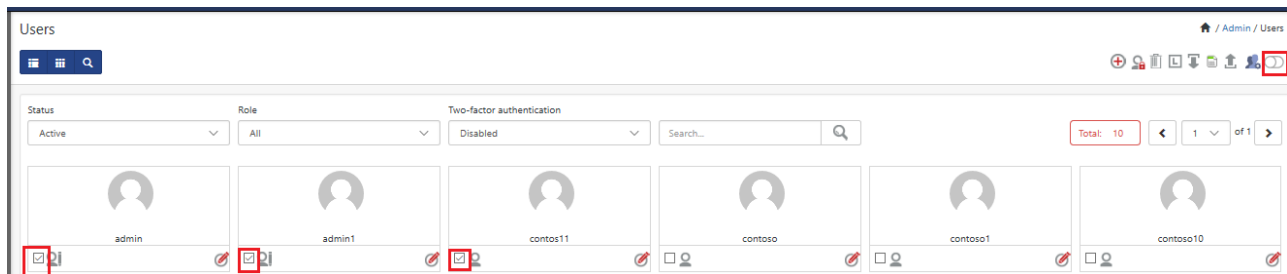 Users
/ Admin / Users
Status
Role
Two-factor authentication
Active
All
Disabled
Search...
Total: 10
1
of 1
admin
admin1
contos11
contoso
contoso1
contoso10